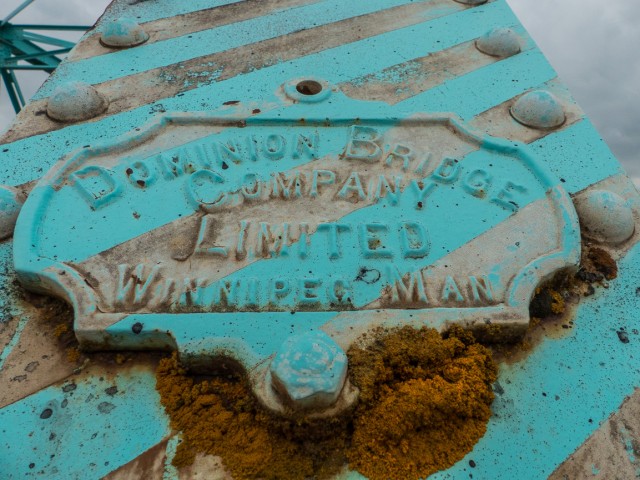 Dominion Bridge
Company
Limited
Winnipeg Man